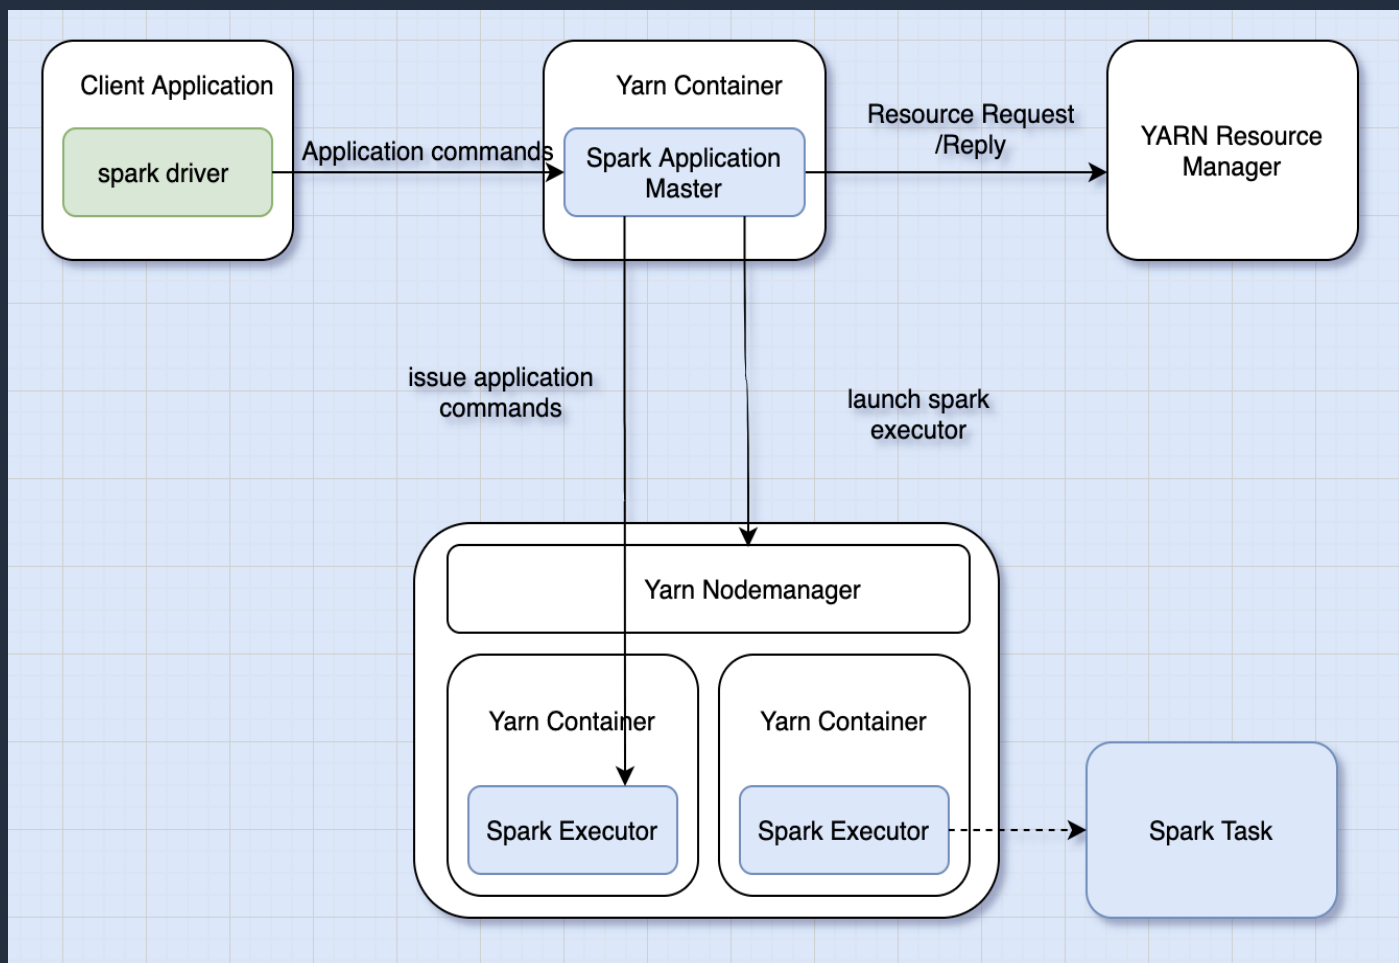 Client Application
spark driver
Application commands
Yarn Container
Spark Application
Master
Resource Request
/Reply
YARN Resource
Manager
issue application
commands
launch spark
executor
Yarn Nodemanager
Yarn Container
Spark Executor
Yarn Container
Spark Executor
Spark Task